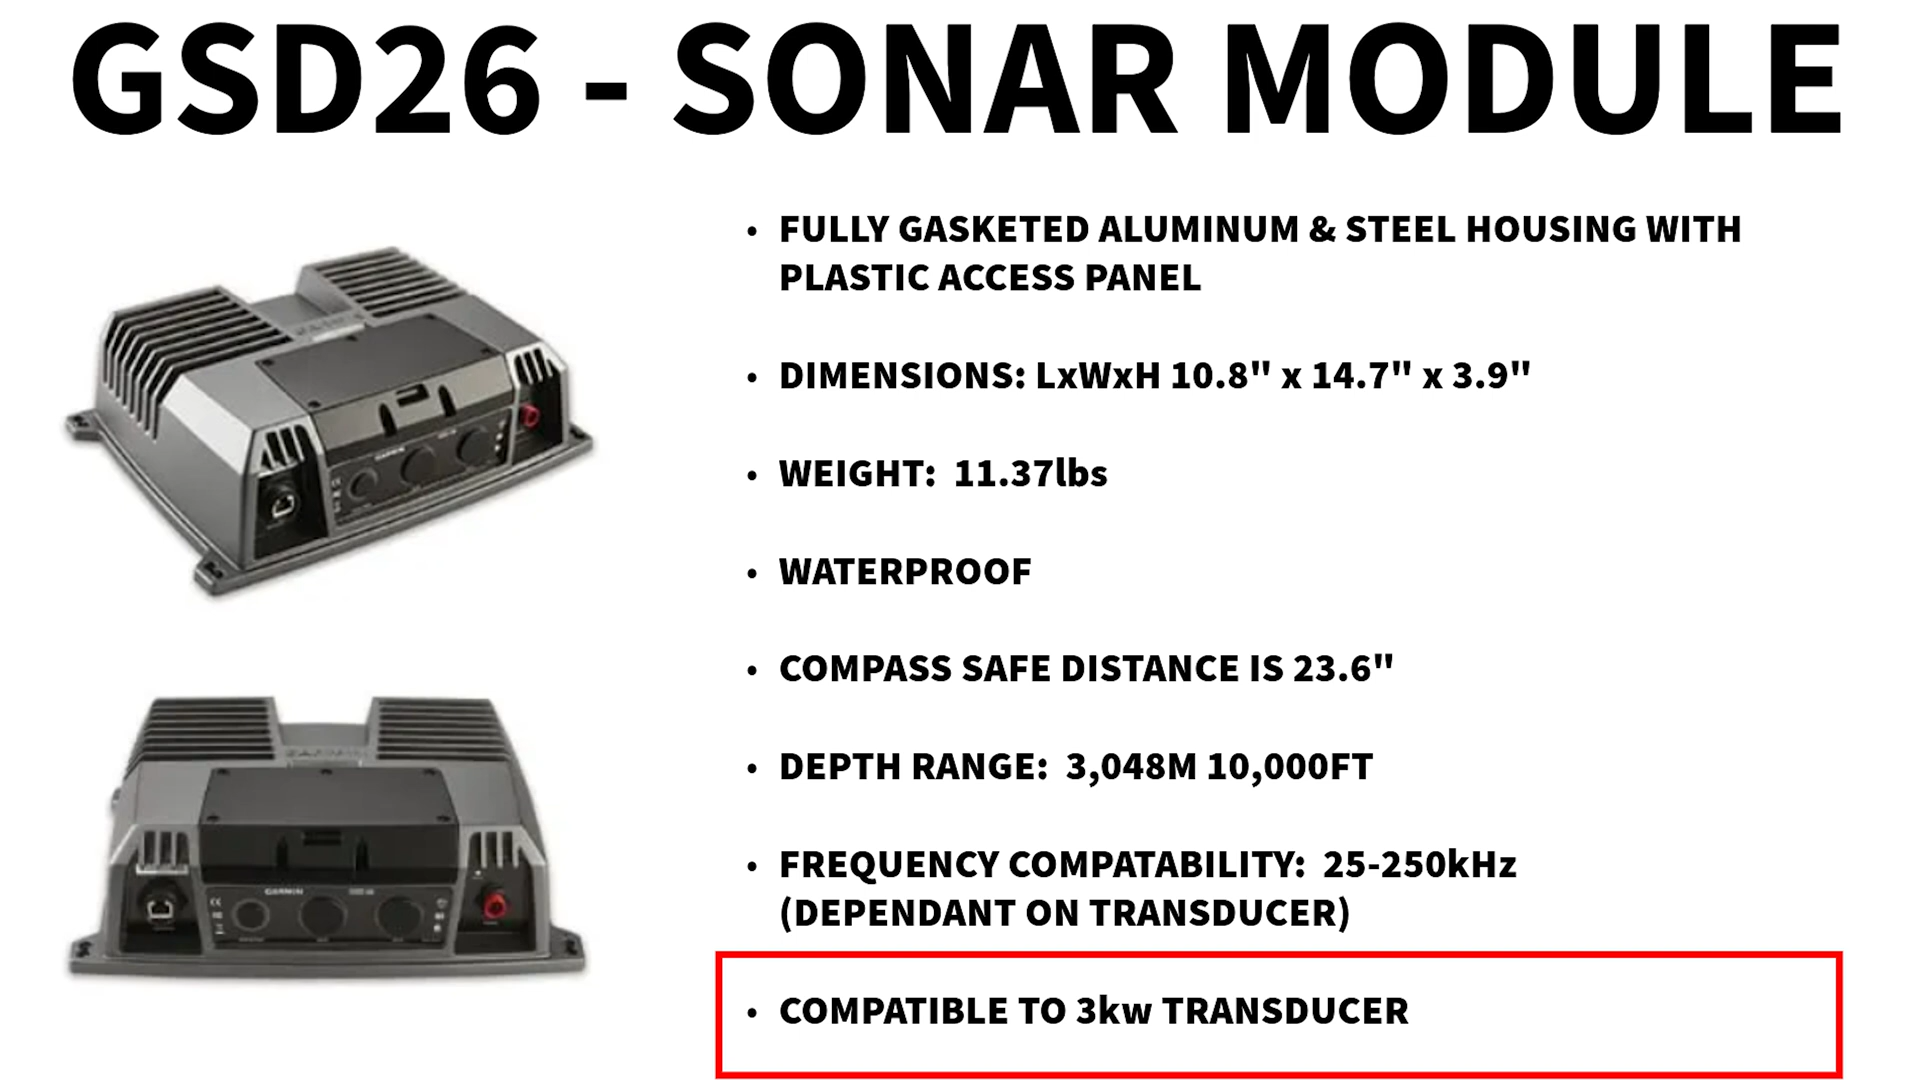 GSD26 - SONAR MODULE
• FULLY GASKETED ALUMINUM & STEEL HOUSING WITH
PLASTIC ACCESS PANEL
• DIMENSIONS: LxWxH 10.8" x 14.7" x 3.9"
• WEIGHT: 11.37lbs
• WATERPROOF
• COMPASS SAFE DISTANCE IS 23.6"
• DEPTH RANGE: 3,048M 10,000FT
• FREQUENCY COMPATABILITY: 25-250kHz
(DEPENDANT ON TRANSDUCER)
• COMPATIBLE TO 3kw TRANSDUCER
GARMIN